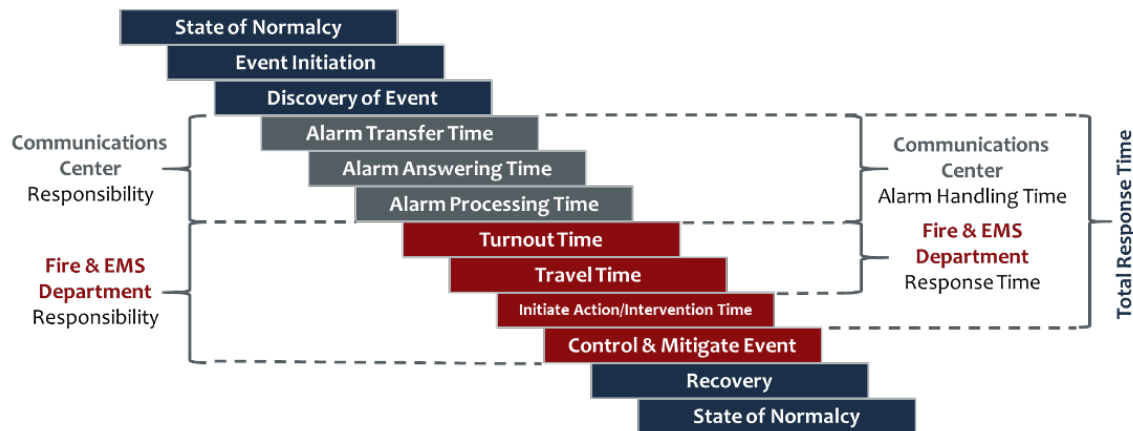 State of Normalcy
Event Initiation
Discovery of Event
Alarm Transfer Time
Alarm Answering Time
Alarm Processing Time
Turnout Time
Travel Time
Initiate Action/Intervention Time
Control & Mitigate Event
Recovery
State of Normalcy
Communications
Center
Responsibility
Fire & EMS
Department
Responsibility
Communications
Center
Alarm Handling Time
Fire & EMS
Department
Response Time
Total Response Time